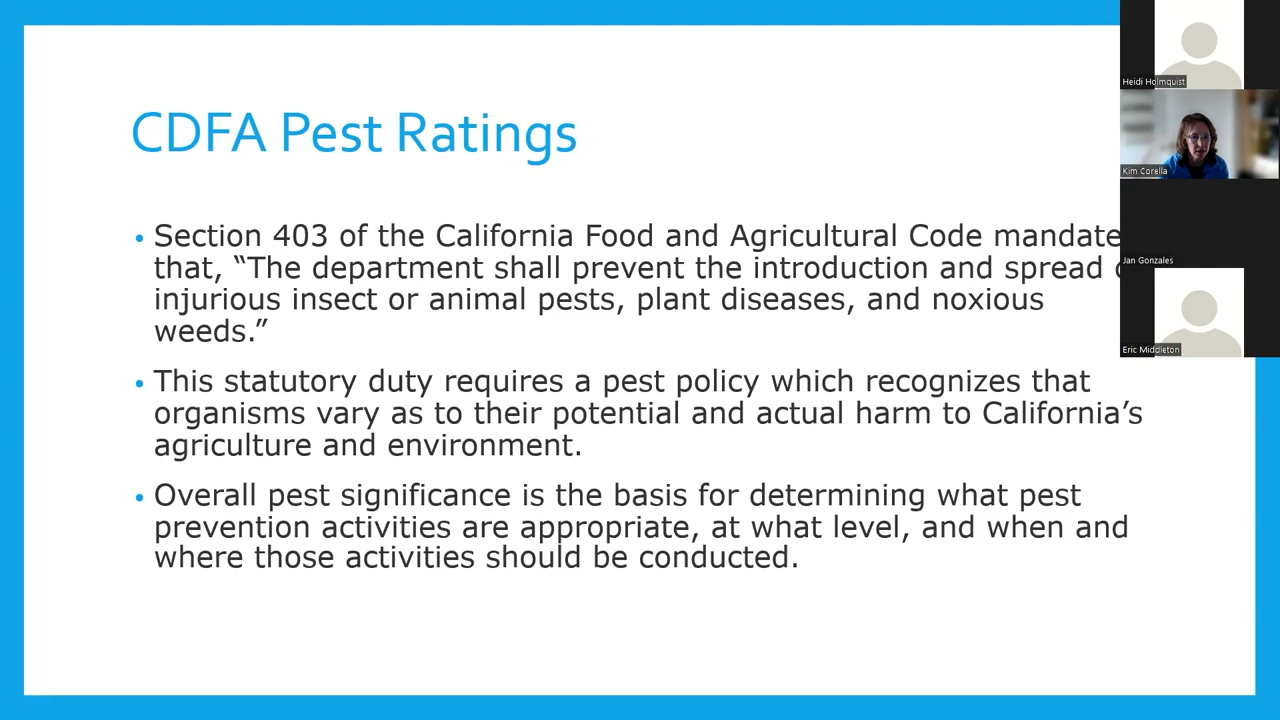 CDFA Pest Ratings
• Section 403 of the California Food and Agricultural Code mandate
that, “The department shall prevent the introduction and spread
injurious insect or animal pests, plant diseases, and noxious
weeds.”
• This statutory duty requires a pest policy which recognizes that
organisms vary as to their potential and actual harm to California’s
agriculture and environment.
• Overall pest significance is the basis for determining what pest
prevention activities are appropriate, at what level, and when and
where those activities should be conducted.
Heidi Holmquist
Kim Corella
Jan Gonzales
Eric Middleton